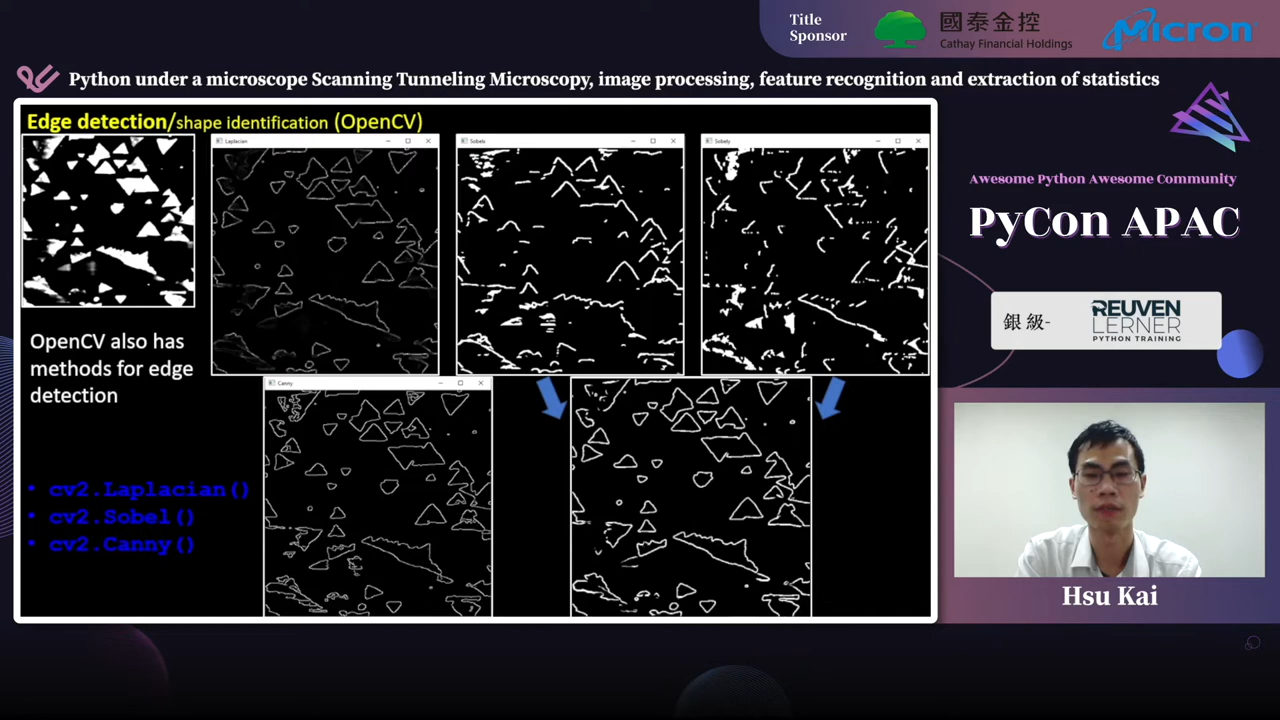 Title
Sponsor
國泰金控
Cathay Financial Holdings
Micron
Python under a microscope Scanning Tunneling Microscopy, image processing, feature recognition and extraction of statistics
Edge detection/shape identification (OpenCV)
Laplacian
Sobelx
Sobely
OpenCV also has
methods for edge
detection
Canny
• cv2.Laplacian()
• cv2.Sobel()
• cv2.Canny()
Awesome Python Awesome Community
PyCon APAC
銀級-
REUVEN
LERNER
PYTHON TRAINING
Hsu Kai